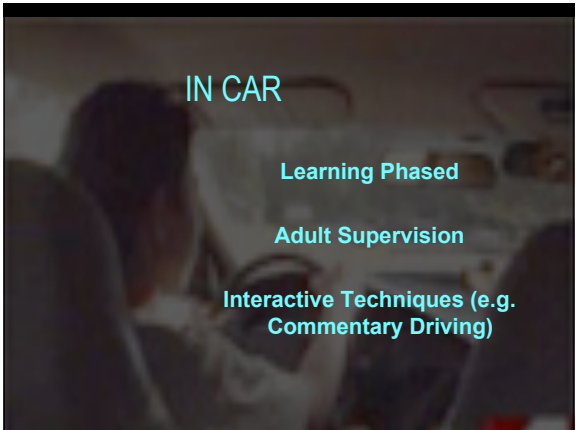 IN CAR
Learning Phased
Adult Supervision
Interactive Techniques (e.g.
Commentary Driving)